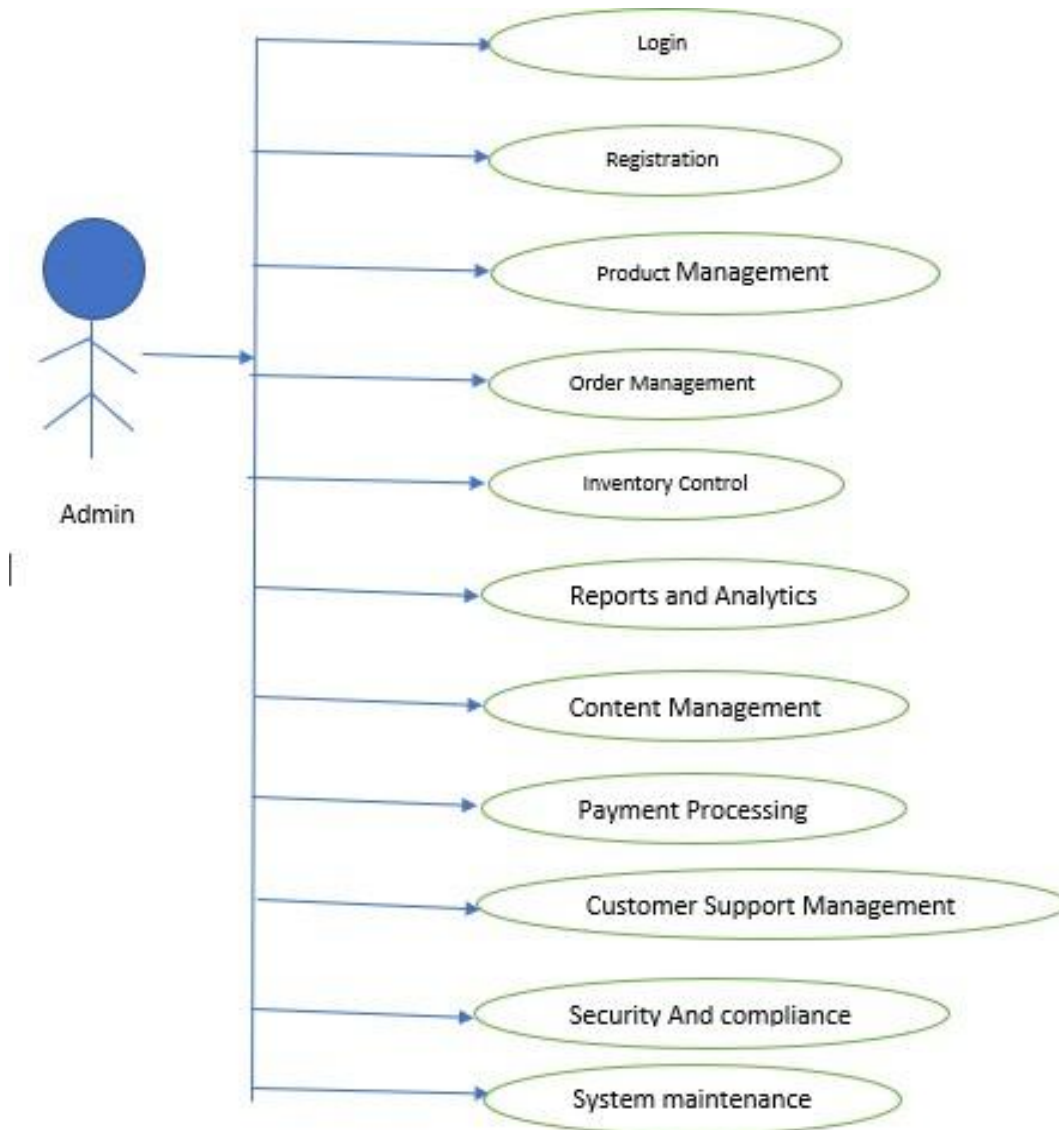 Login
Registration
Product Management
Order Management
Inventory Control
Admin
Reports and Analytics
Content Management
Payment Processing
Customer Support Management
Security And compliance
System maintenance